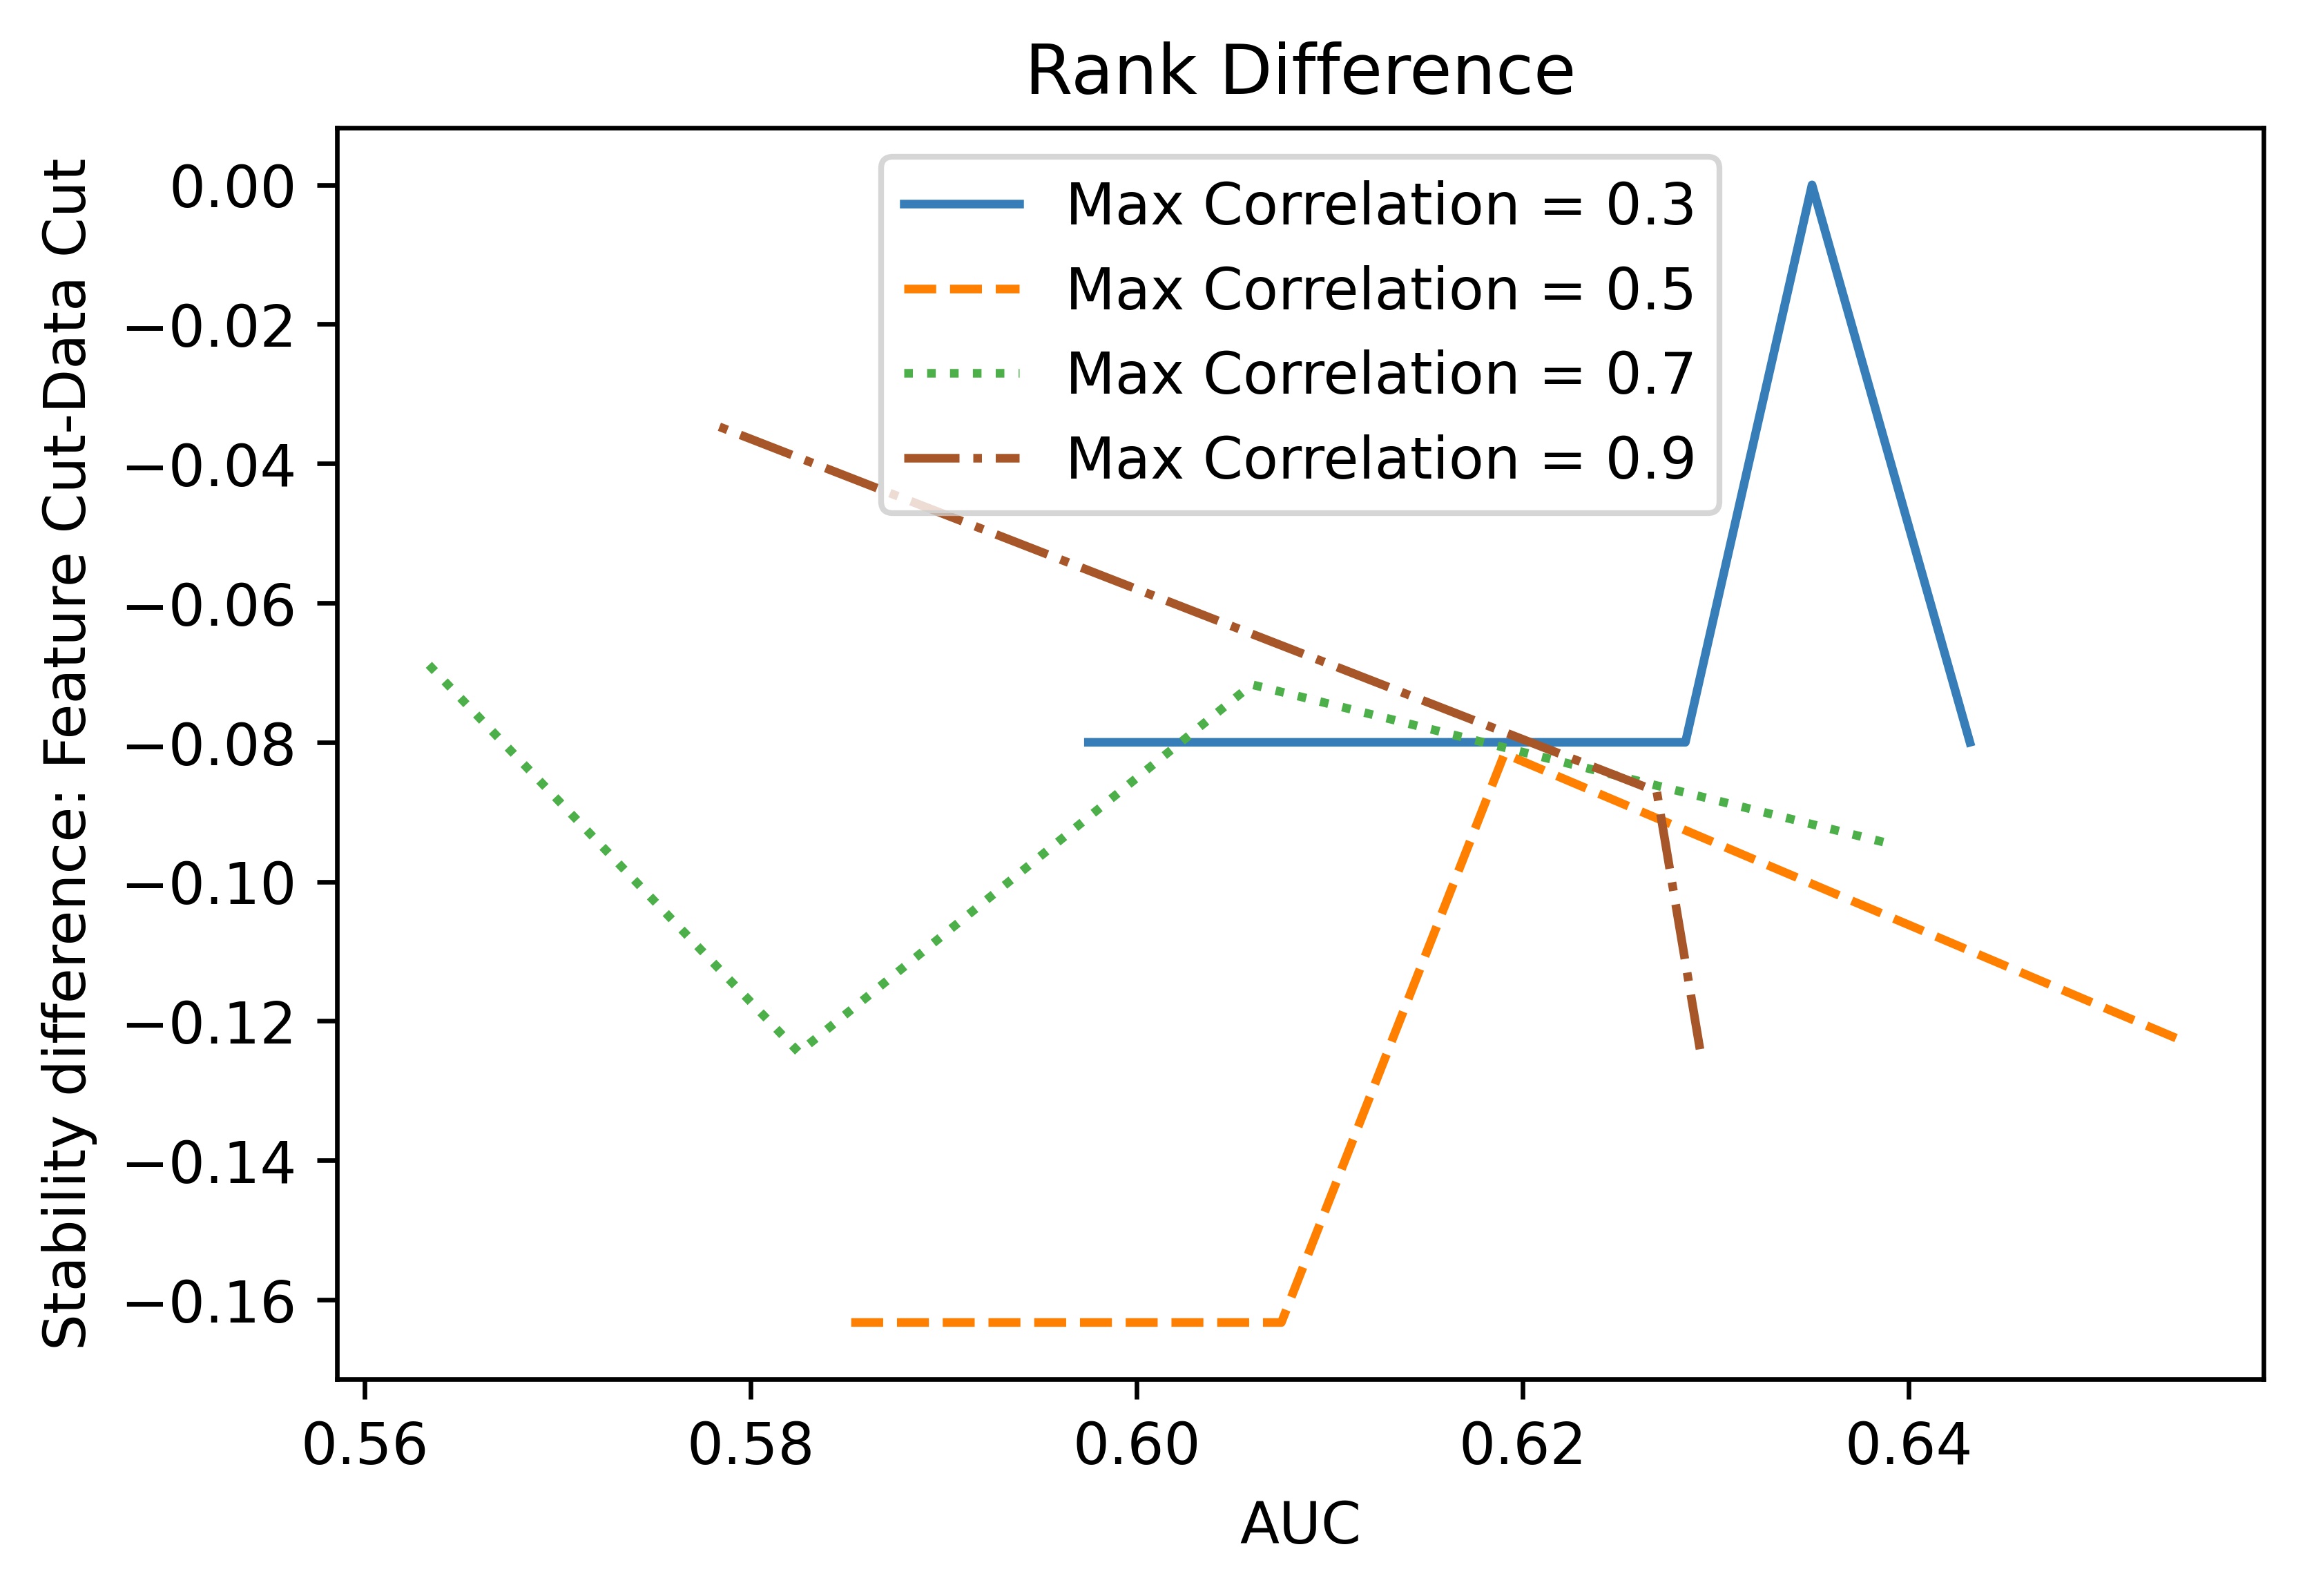 Rank Difference
Stability difference: Feature Cut-Data Cut
0.00
−0.02
−0.04
−0.06
−0.08
−0.10
−0.12
−0.14
−0.16
Max Correlation = 0.3
Max Correlation = 0.5
Max Correlation = 0.7
Max Correlation = 0.9
0.56 0.58 0.60 0.62 0.64
AUC